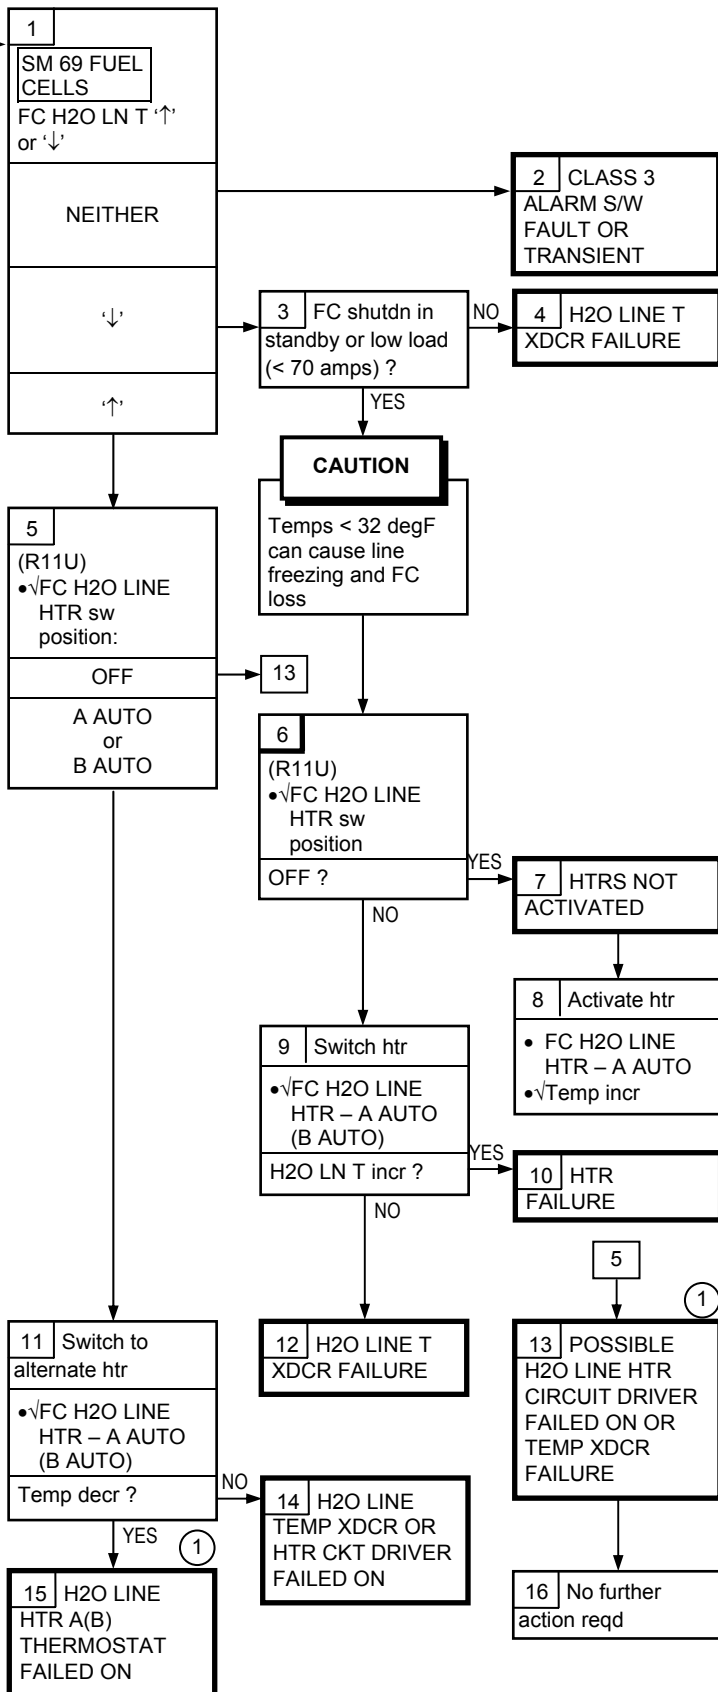 1
SM 69 FUEL
CELLS
FC H2O LN T ‘↑’
or ‘↓’
NEITHER
‘↓’
‘↑’
2 CLASS 3
ALARM S/W
FAULT OR
TRANSIENT
3 FC shutdn in
standby or low load
(< 70 amps) ?
NO
4 H2O LINE T
XDCR FAILURE
YES
CAUTION
Temps < 32 degF
can cause line
freezing and FC
loss
5
(R11U)
•√FC H2O LINE
HTR sw
position:
OFF
13
A AUTO
or
B AUTO
6
(R11U)
•√FC H2O LINE
HTR sw
position
OFF ?
YES
7 HTRS NOT
ACTIVATED
NO
8 Activate htr
• FC H2O LINE
HTR – A AUTO
•√Temp incr
9 Switch htr
•√FC H2O LINE
HTR – A AUTO
(B AUTO)
H2O LN T incr ?
YES
10 HTR
FAILURE
NO
5
1
11 Switch to
alternate htr
•√FC H2O LINE
HTR – A AUTO
(B AUTO)
Temp decr ?
12 H2O LINE T
XDCR FAILURE
13 POSSIBLE
H2O LINE HTR
CIRCUIT DRIVER
FAILED ON OR
TEMP XDCR
FAILURE
NO
14 H2O LINE
TEMP XDCR OR
HTR CKT DRIVER
FAILED ON
YES
1
15 H2O LINE
HTR A(B)
THERMOSTAT
FAILED ON
16 No further
action reqd